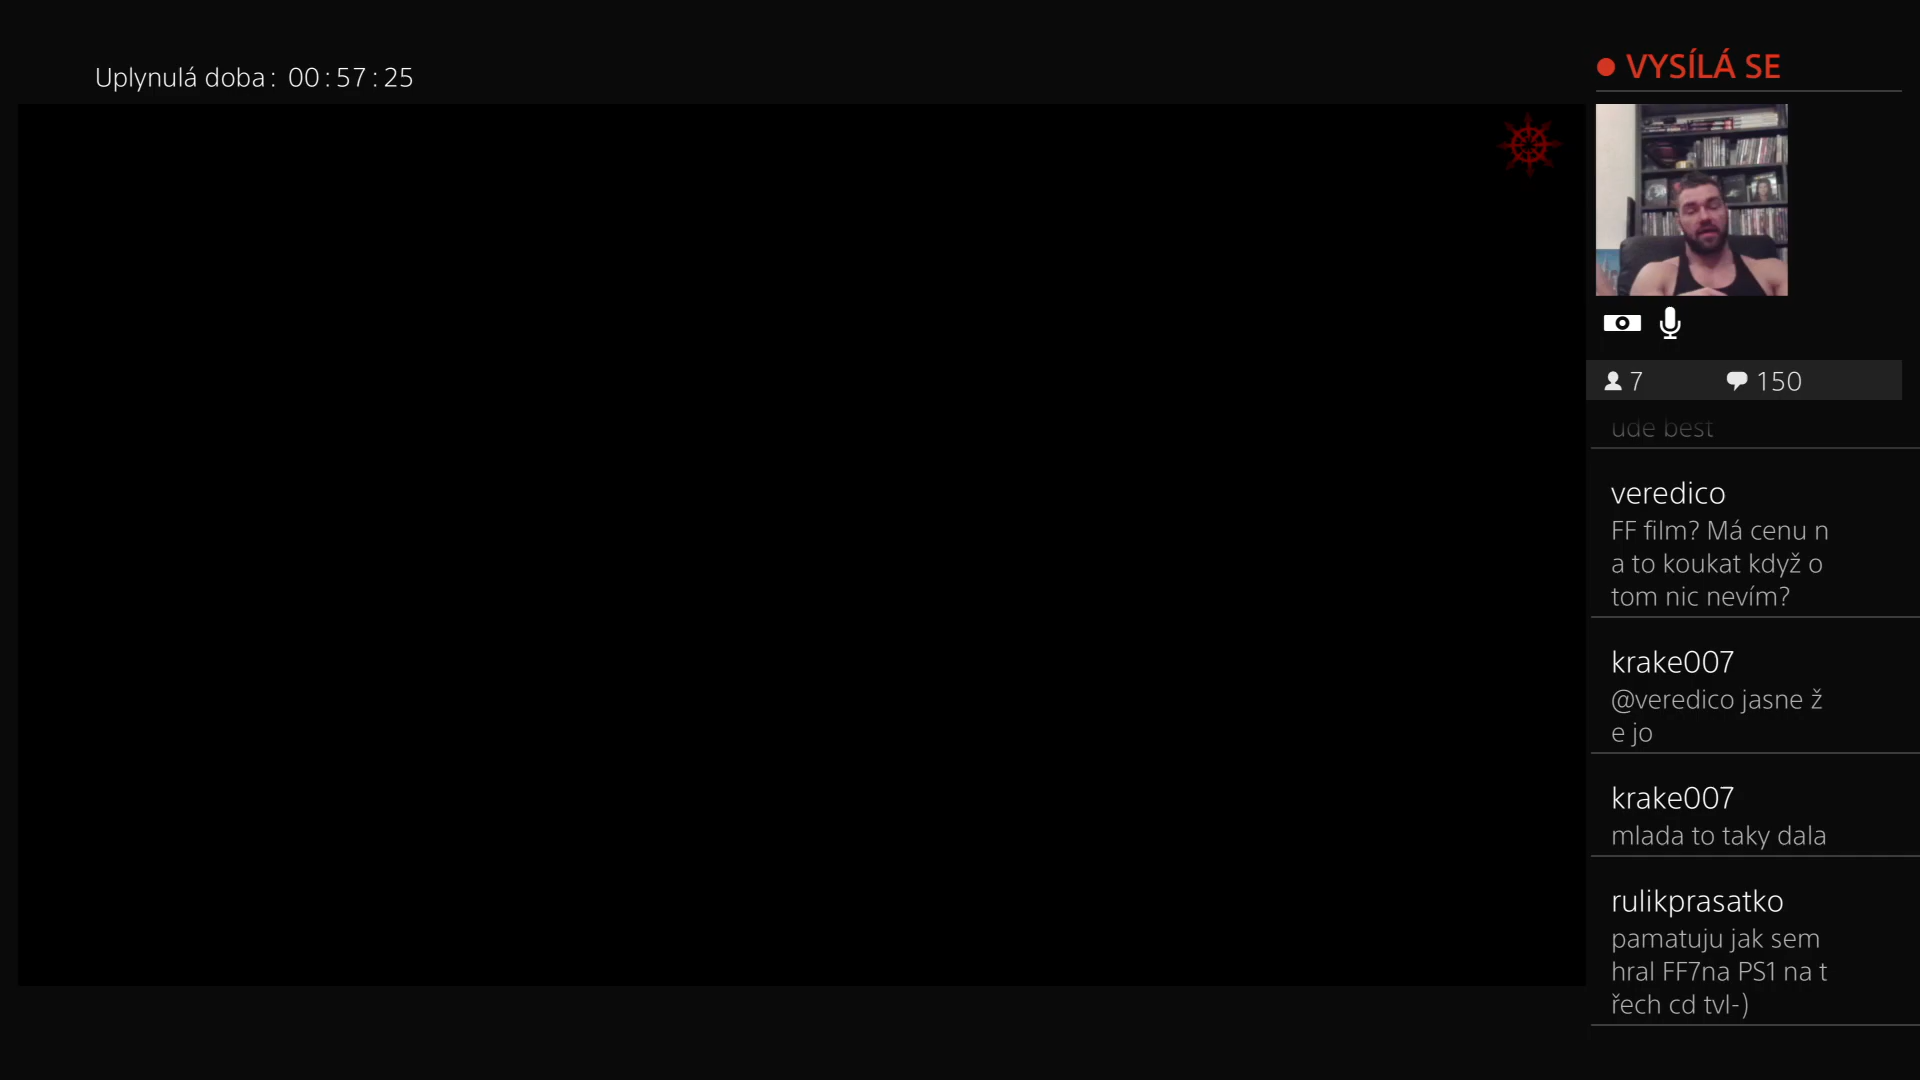 Uplynulá doba: 00:57:25
VYSÍLÁ SE
7 150
ude best
veredico
FF film? Má cenu n
a to koukat když o
tom nic nevím?
krake007
@veredico jasne ž
e jo
krake007
mlada to taky dala
rulikprasatko
pamatuju jak sem
hral FF7na PS1 na t
řech cd tvl-)